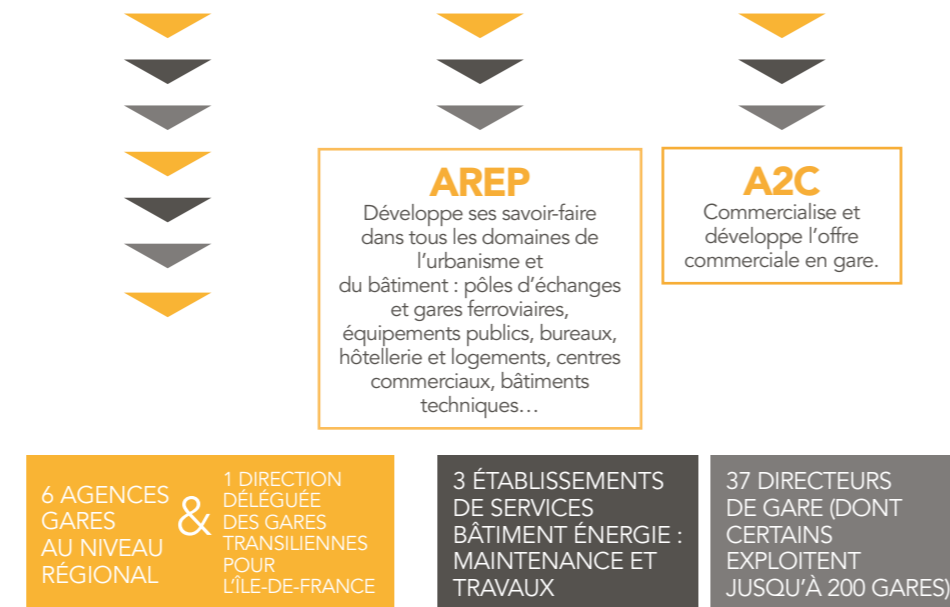 AREP
Développe ses savoir-faire
dans tous les domaines de
l'urbanisme et
du bâtiment : pôles d'échanges
et gares ferroviaires,
équipements publics, bureaux,
hôtellerie et logements, centres
commerciaux, bâtiments
techniques…
A2C
Commercialise et
développe l'offre
commerciale en gare.
6 AGENCES
GARES
AU NIVEAU
RÉGIONAL
&
1 DIRECTION
DÉLÉGUÉE
DES GARES
TRANSILIENNES
POUR
L'ÎLE-DE-FRANCE
3 ÉTABLISSEMENTS
DE SERVICES
BÂTIMENT ÉNERGIE :
MAINTENANCE ET
TRAVAUX
37 DIRECTEURS
DE GARE (DONT
CERTAINS
EXPLOITENT
JUSQU'À 200 GARES)